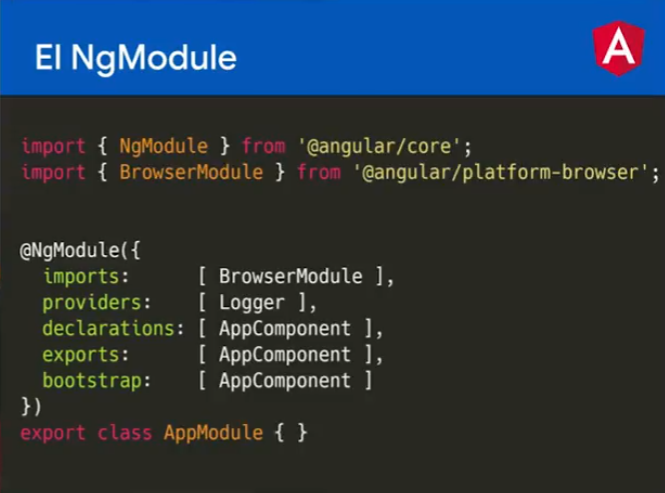 El NgModule
A
import { NgModule } from '@angular/core';
import { BrowserModule } from '@angular/platform-browser';
@NgModule({
imports: [ BrowserModule ],
providers: [ Logger ],
declarations: [ AppComponent ],
exports: [ AppComponent ],
bootstrap: [ AppComponent ]
})
export class AppModule { }